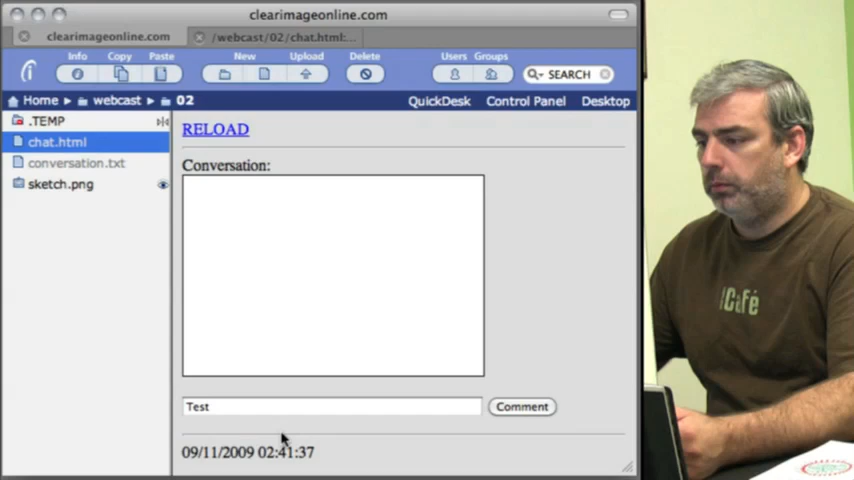 clearimageonline.com
clearimageonline.com
/webcast/02/chat.html:...
Info Copy Paste New Upload Delete Users Groups
SEARCH
Home webcast 02 QuickDesk Control Panel Desktop
.TEMP
chat.html
conversation.txt
sketch.png
RELOAD
Conversation:
Test
Comment
09/11/2009 02:41:37
Café